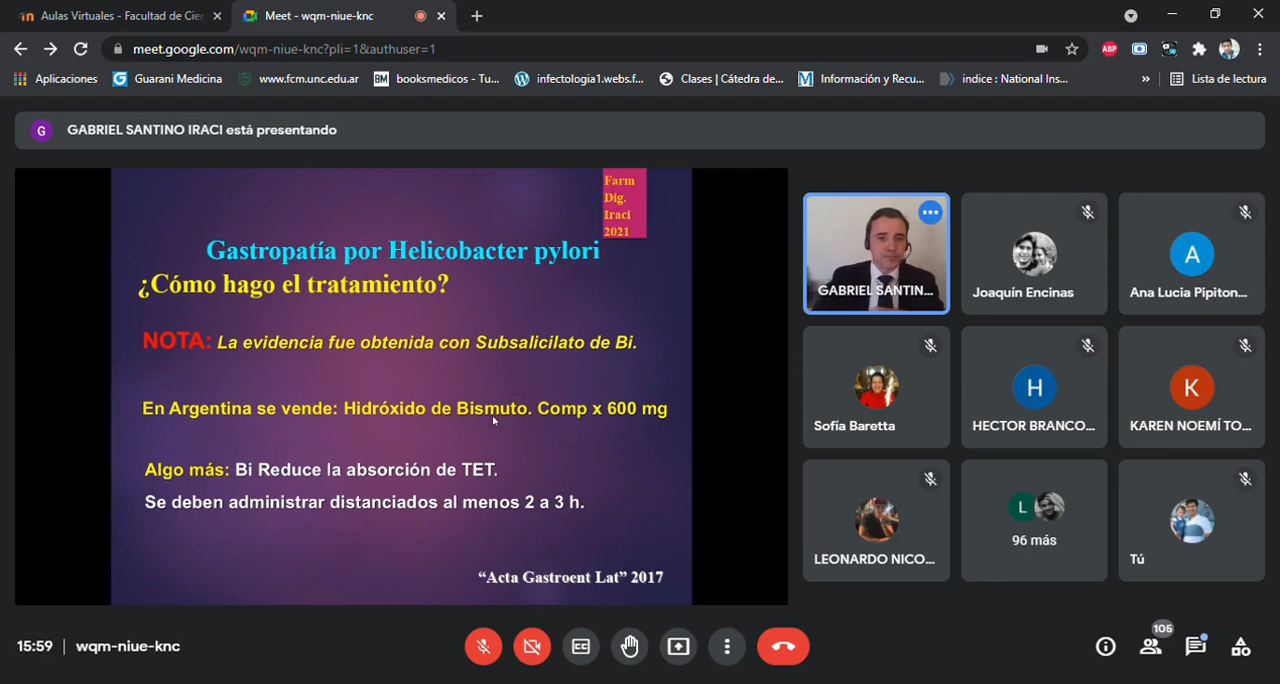 Aulas Virtuales - Facultad de Cier
Meet - wqm-niue-knc
meet.google.com/wqm-niue-knc?pli=1&authuser=1
ABP
Aplicaciones
Guarani Medicina
www.fcm.unc.edu.ar
BM booksmedicos - Tu...
infectologia1.webs.f...
Clases | Cátedra de...
Información y Recu...
indice : National Ins...
»
Lista de lectura
G GABRIEL SANTINO IRACI está presentando
Farm
Dig.
Iraci
2021
Gastropatía por Helicobacter pylori
¿Cómo hago el tratamiento?
NOTA: La evidencia fue obtenida con Subsalicilato de Bi.
En Argentina se vende: Hidróxido de Bismuto. Comp x 600 mg
Algo más: Bi Reduce la absorción de TET.
Se deben administrar distanciados al menos 2 a 3 h.
“Acta Gastroent Lat” 2017
GABRIEL SANTIN...
Joaquín Encinas
A
Ana Lucia Pipiton...
Sofía Baretta
H
HECTOR BRANCO...
K
KAREN NOEMÍ TO...
LEONARDO NICO...
L
96 más
Tú
15:59 | wqm-niue-knc
CC
105